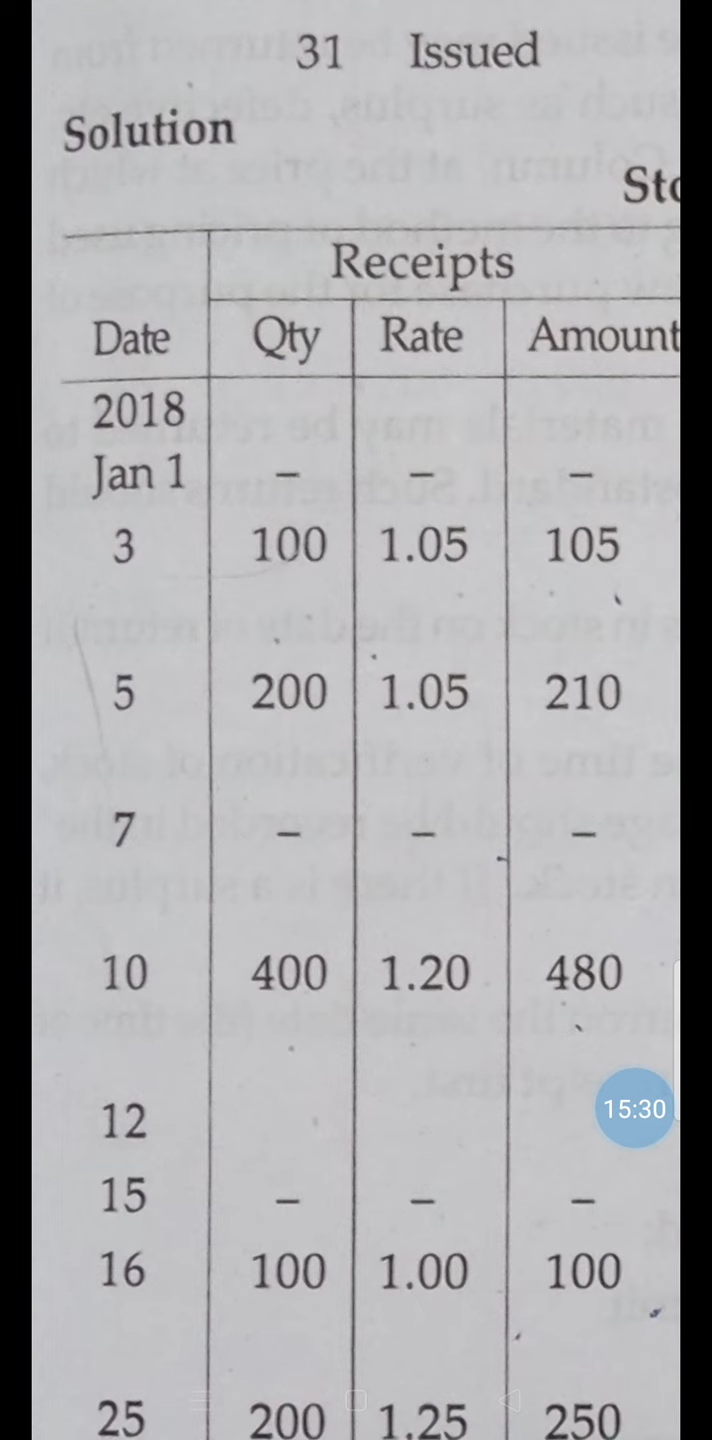 31 Issued
Solution
Sto
Receipts
Date Qty Rate Amount
2018
Jan 1 – – –
3 100 1.05 105
5 200 1.05 210
7 – – –
10 400 1.20 480
15:30
12
15 – – –
16 100 1.00 100
25 200 1.25 250